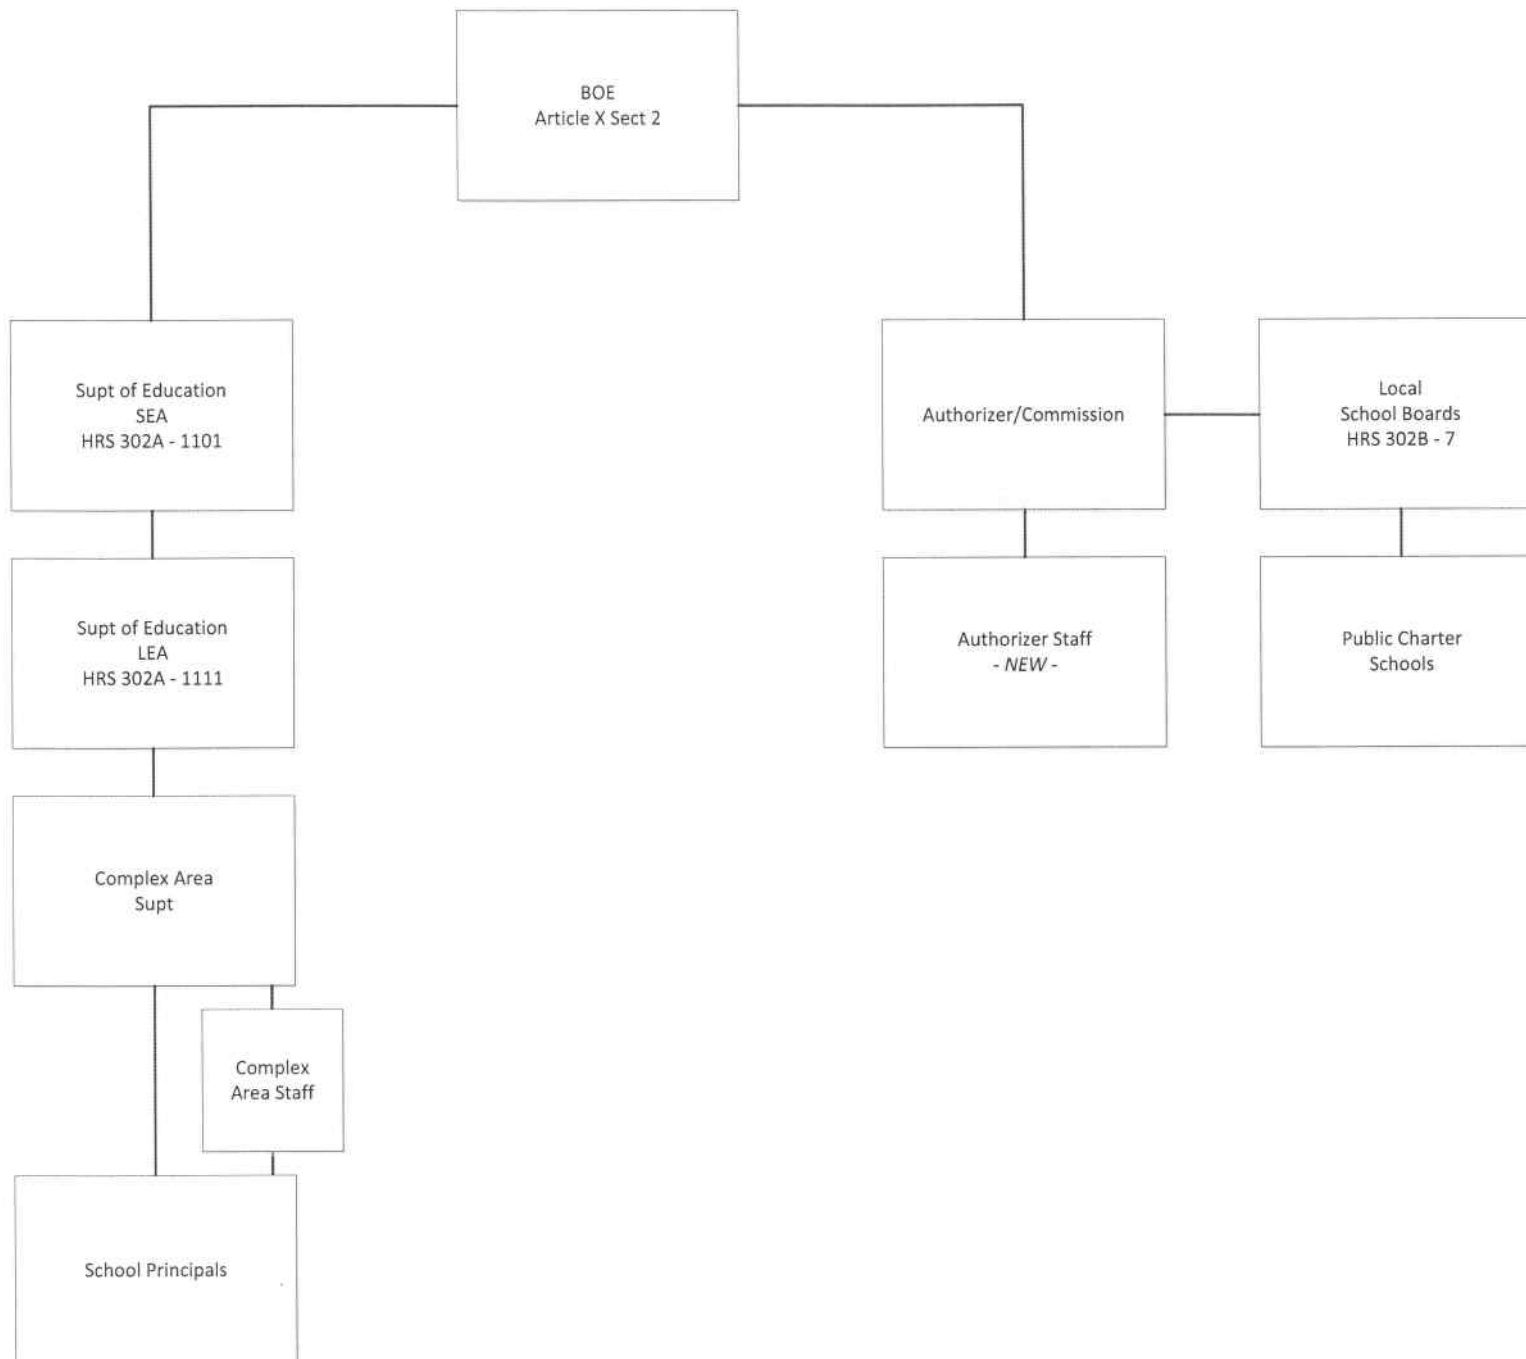 BOE
Article X Sect 2
Supt of Education
SEA
HRS 302A - 1101
Authorizer/Commission
Local
School Boards
HRS 302B - 7
Supt of Education
LEA
HRS 302A - 1111
Authorizer Staff
- NEW -
Public Charter
Schools
Complex Area
Supt
Complex
Area Staff
School Principals